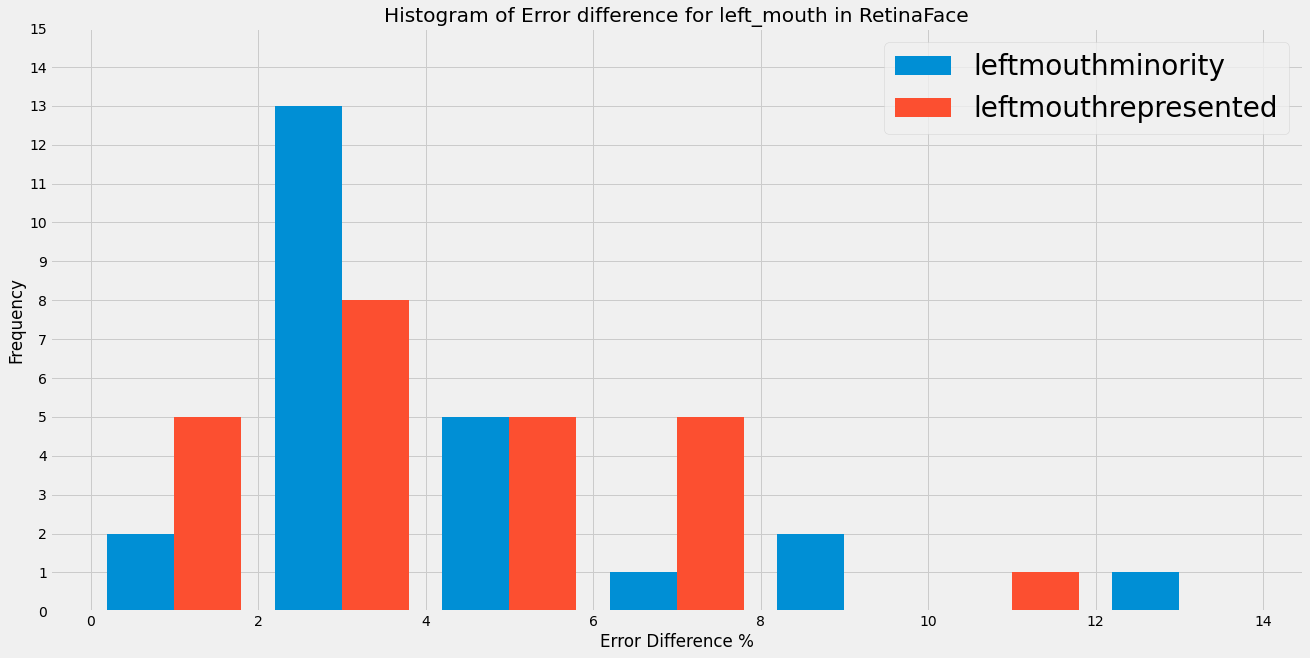 Histogram of Error difference for left_mouth in RetinaFace
leftmouthminority
leftmouthrepresented
Frequency
15
14
13
12
11
10
9
8
7
6
5
4
3
2
1
0
0 2 4 6 8 10 12 14
Error Difference %